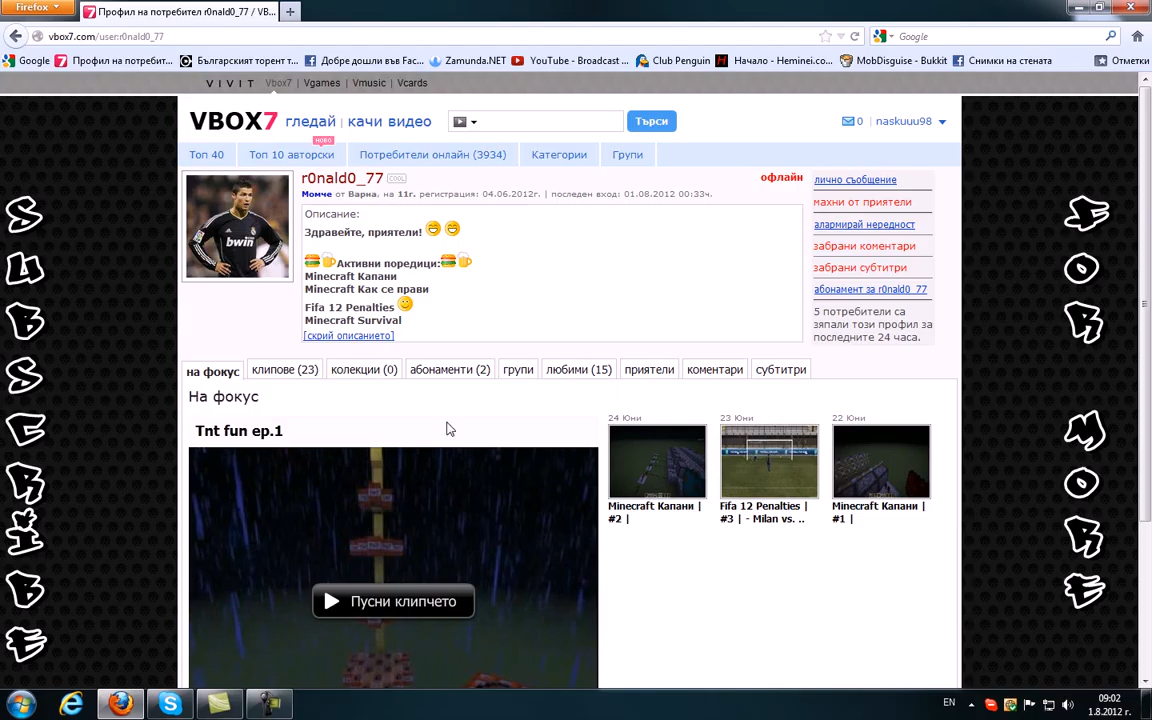 Firefox
Профил на потребител r0nald0_77 / VB...
vbox7.com/user:r0nald0_77
Google
Google
Профил на потребит...
Българският торент т...
Добре дошли във Fac...
Zamunda.NET
YouTube - Broadcast ...
Club Penguin
Начало - Heminei.co...
MobDisguise - Bukkit
Снимки на стената
Отметки
VIVIT Vbox7 | Vgames | Vmusic | Vcards
VBOX7 гледай | качи видео
Търси
0 naskuuu98
ново
Топ 40
Топ 10 авторски
Потребители онлайн (3934)
Категории
Групи
r0nald0_77 COOL
офлайн
Момче от Варна, на 11г. регистрация: 04.06.2012г. | последен вход: 01.08.2012 00:33ч.
Описание:
Здравейте, приятели!
Активни поредици:
Minecraft Капани
Minecraft Как се прави
Fifa 12 Penalties
Minecraft Survival
[скрий описанието]
bwin
лично съобщение
махни от приятели
алармирай нередност
забрани коментари
забрани субтитри
абонамент за r0nald0_77
5 потребители са
зяпали този профил за
последните 24 часа.
на фокус
клипове (23)
колекции (0)
абонаменти (2)
групи
любими (15)
приятели
коментари
субтитри
На фокус
Tnt fun ep.1
Пусни клипчето
24 Юни
23 Юни
22 Юни
Minecraft Капани |
#2 |
Fifa 12 Penalties |
#3 | - Milan vs. ..
Minecraft Капани |
#1 |
SUBSCRIBE
FOR
MORE
EN
09:02
1.8.2012 г.